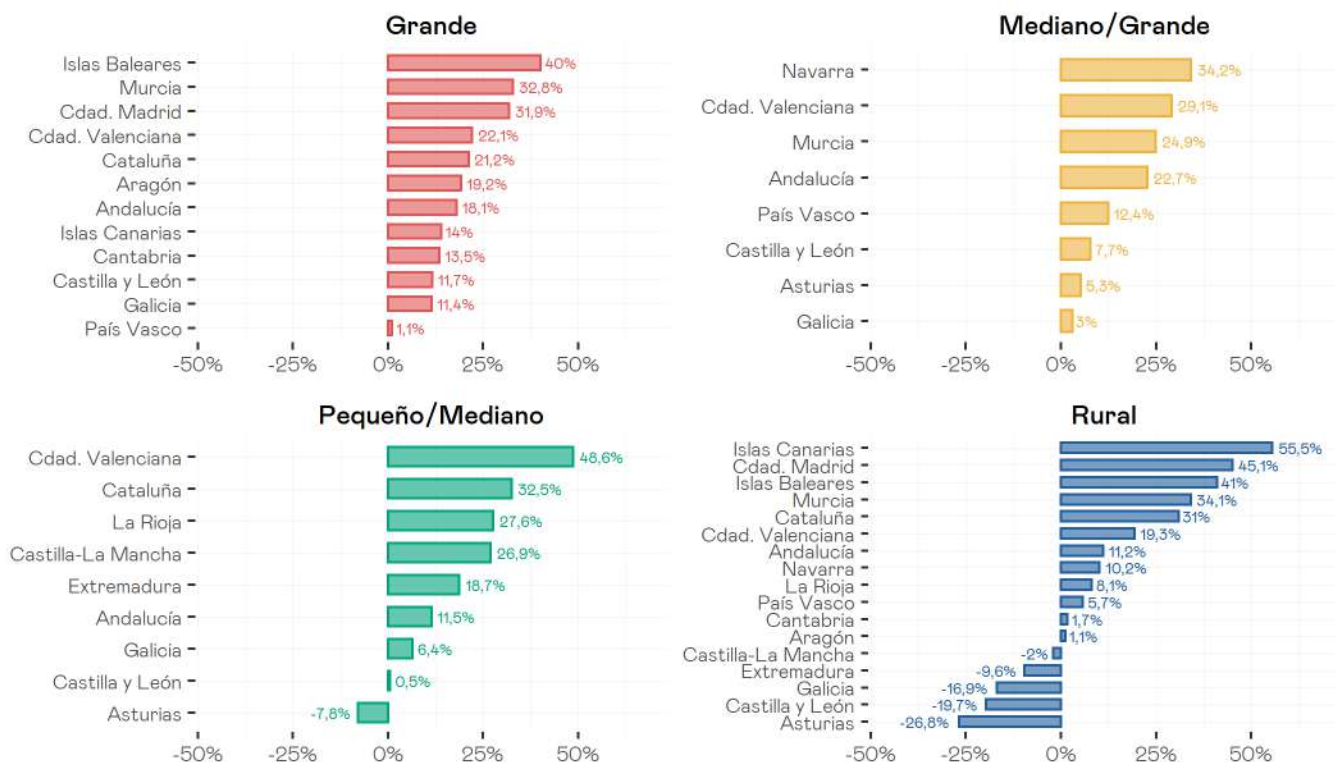 Grande
Islas Baleares 40%
Murcia 32,8%
Cdad. Madrid 31,9%
Cdad. Valenciana 22,1%
Cataluña 21,2%
Aragón 19,2%
Andalucía 18,1%
Islas Canarias 14%
Cantabria 13,5%
Castilla y León 11,7%
Galicia 11,4%
País Vasco 1,1%
-50% -25% 0% 25% 50%
Mediano/Grande
Navarra 34,2%
Cdad. Valenciana 29,1%
Murcia 24,9%
Andalucía 22,7%
País Vasco 12,4%
Castilla y León 7,7%
Asturias 5,3%
Galicia 3%
-50% -25% 0% 25% 50%
Pequeño/Mediano
Cdad. Valenciana 48,6%
Cataluña 32,5%
La Rioja 27,6%
Castilla-La Mancha 26,9%
Extremadura 18,7%
Andalucía 11,5%
Galicia 6,4%
Castilla y León 0,5%
Asturias -7,8%
-50% -25% 0% 25% 50%
Rural
Islas Canarias 55,5%
Cdad. Madrid 45,1%
Islas Baleares 41%
Murcia 34,1%
Cataluña 31%
Cdad. Valenciana 19,3%
Andalucía 11,2%
Navarra 10,2%
La Rioja 8,1%
País Vasco 5,7%
Cantabria 1,7%
Aragón 1,1%
Castilla-La Mancha -2%
Extremadura -9,6%
Galicia -16,9%
Castilla y León -19,7%
Asturias -26,8%
-50% -25% 0% 25% 50%